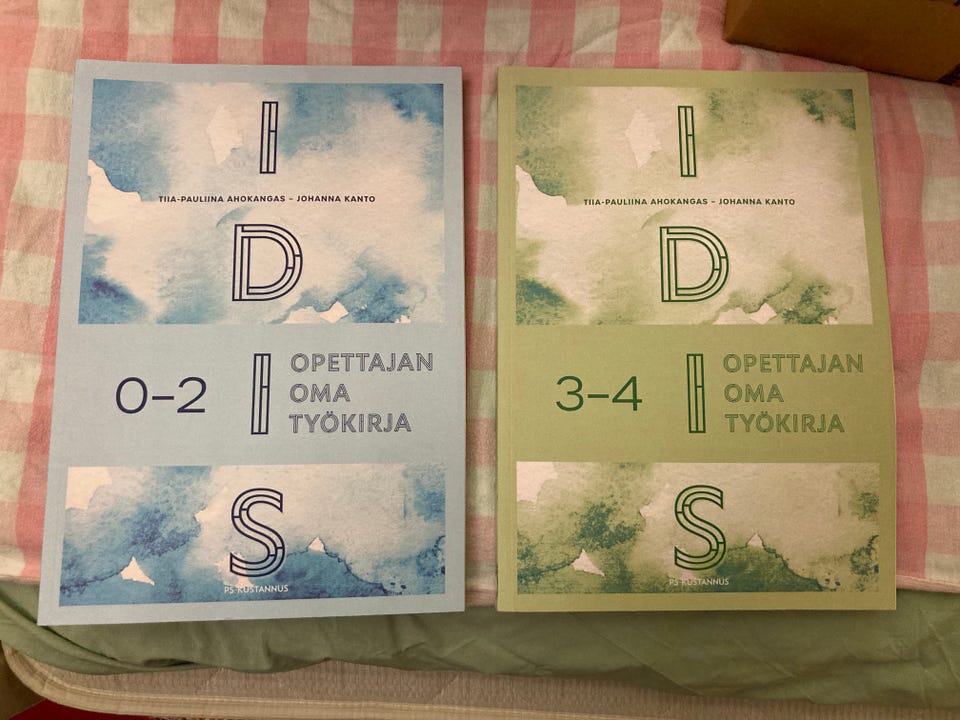 I
TIIA-PAULIINA AHOKANGAS – JOHANNA KANTO
D
0–2
I
OPETTAJAN
OMA
TYÖKIRJA
S
PS-KUSTANNUS
I
TIIA-PAULIINA AHOKANGAS – JOHANNA KANTO
D
3–4
I
OPETTAJAN
OMA
TYÖKIRJA
S
PS-KUSTANNUS